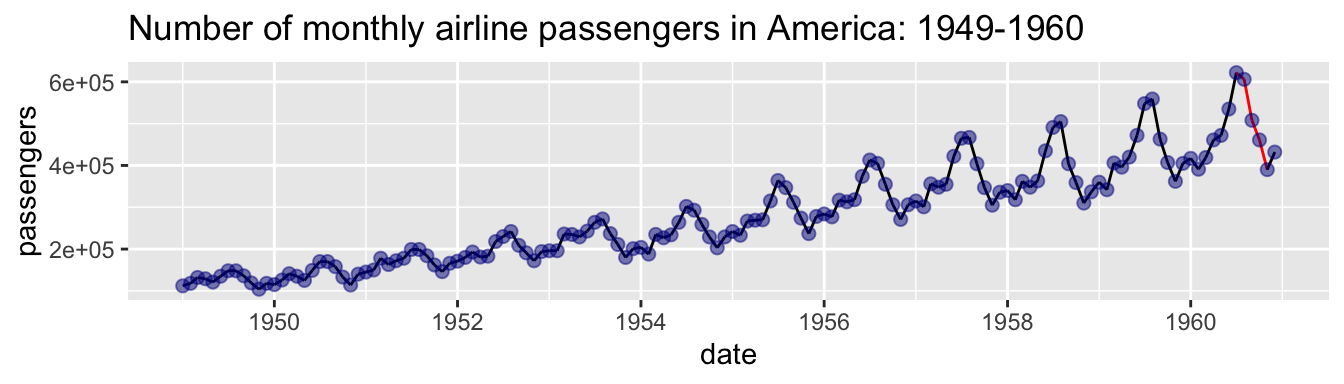 Number of monthly airline passengers in America: 1949-1960
6e+05
4e+05
2e+05
passengers
1950 1952 1954 1956 1958 1960
date